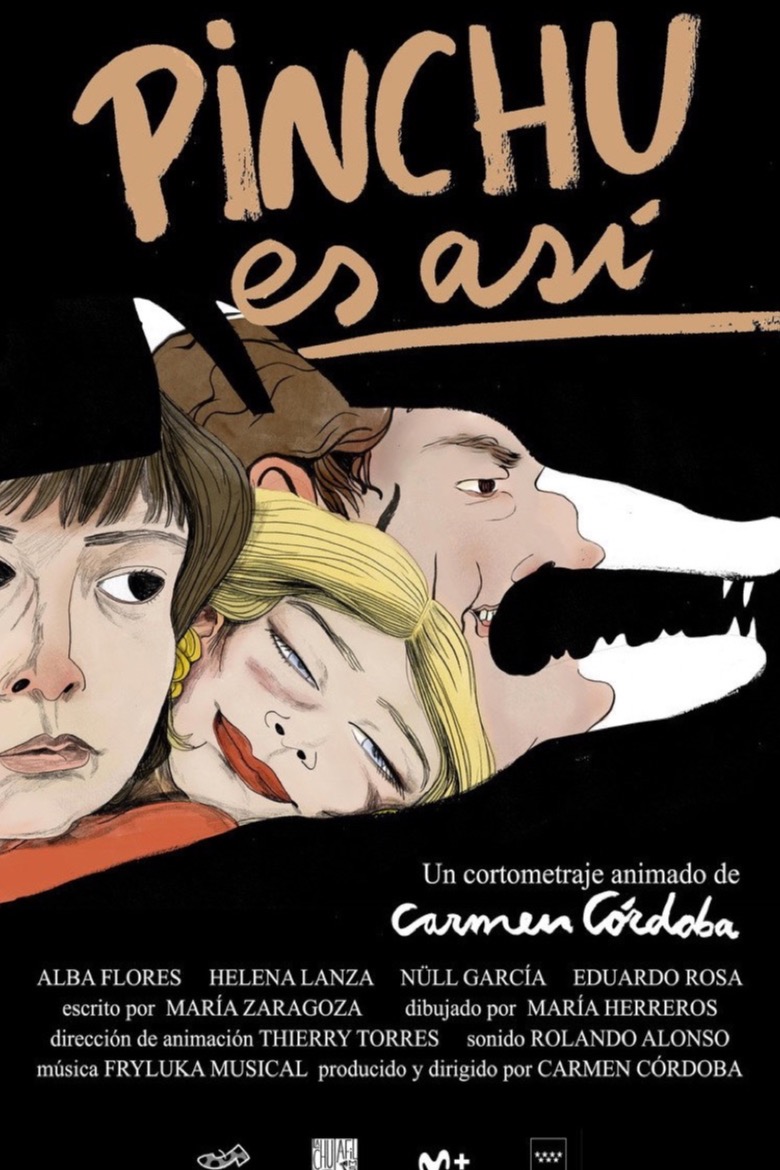 PINCHU
es así
Un cortometraje animado de
Carmen Córdoba
ALBA FLORES HELENA LANZA NÜLL GARCÍA EDUARDO ROSA
escrito por MARÍA ZARAGOZA dibujado por MARÍA HERREROS
dirección de animación THIERRY TORRES sonido ROLANDO ALONSO
música FRYLUKA MUSICAL producido y dirigido por CARMEN CÓRDOBA
M+